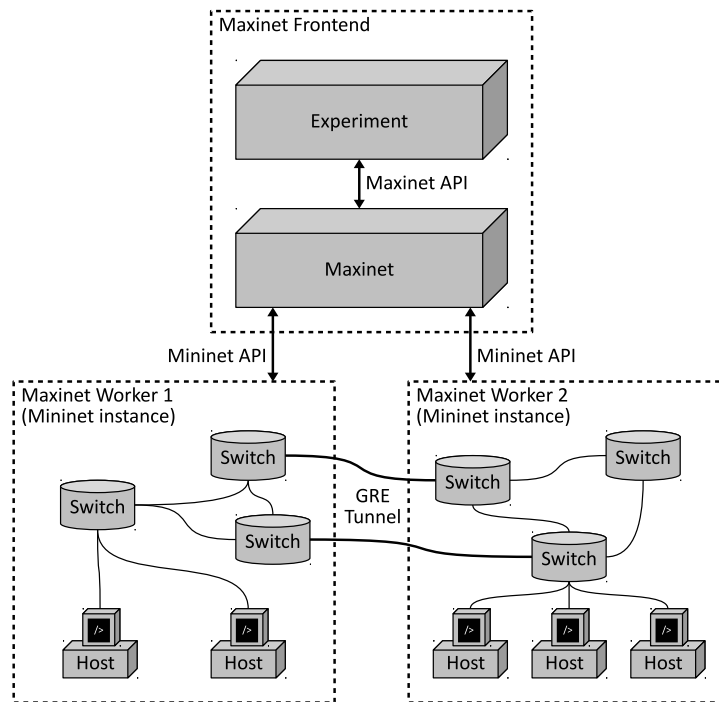 Maxinet Frontend
Experiment
Maxinet API
Maxinet
Mininet API
Mininet API
Maxinet Worker 1
(Mininet instance)
Maxinet Worker 2
(Mininet instance)
Switch
Switch
Switch
Switch
GRE
Tunnel
Switch
Switch
/>
/>
/>
/>
/>
Host
Host
Host
Host
Host